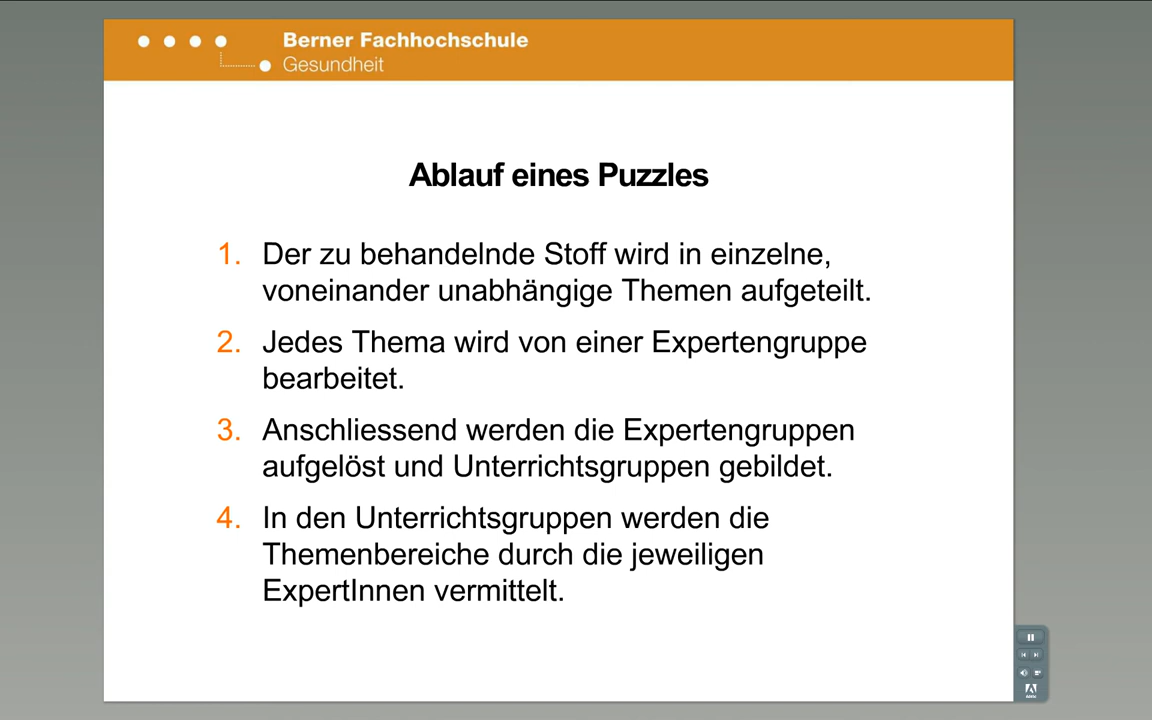 Berner Fachhochschule
Gesundheit
Ablauf eines Puzzles
1. Der zu behandelnde Stoff wird in einzelne,
voneinander unabhängige Themen aufgeteilt.
2. Jedes Thema wird von einer Expertengruppe
bearbeitet.
3. Anschliessend werden die Expertengruppen
aufgelöst und Unterrichtsgruppen gebildet.
4. In den Unterrichtsgruppen werden die
Themenbereiche durch die jeweiligen
ExpertInnen vermittelt.